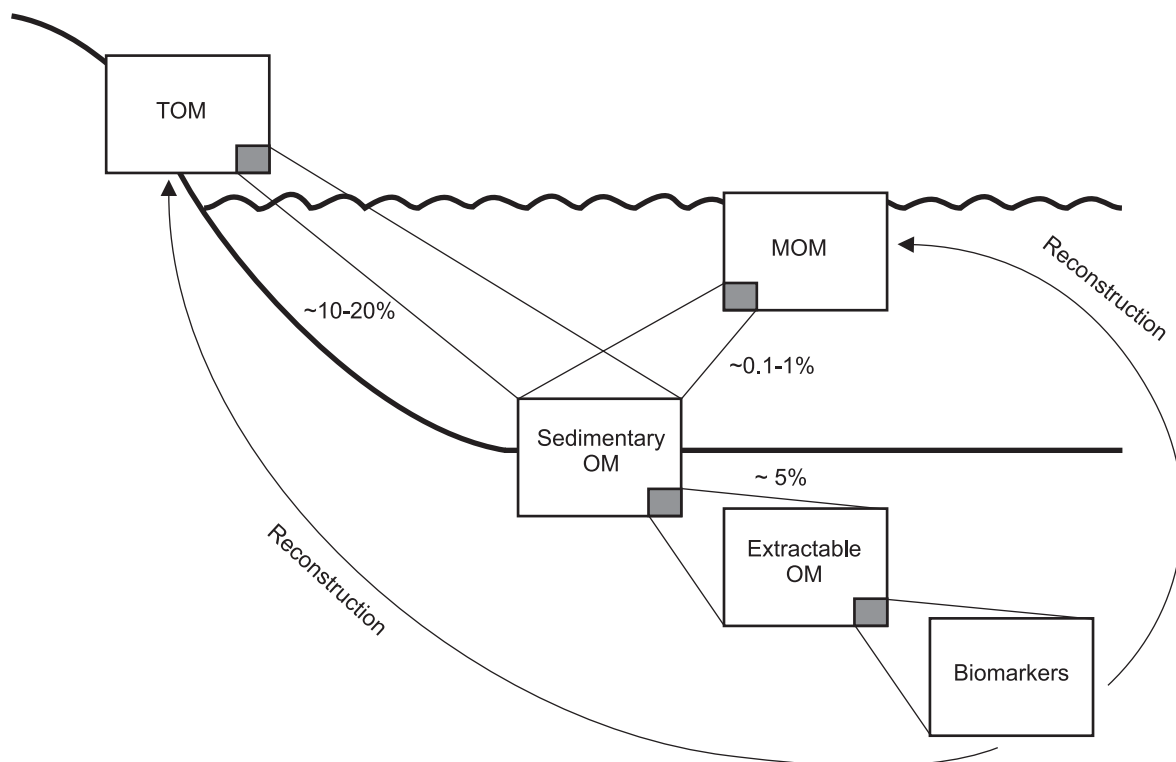 TOM
MOM
Reconstruction
~10-20%
~0.1-1%
Sedimentary
OM
~ 5%
Extractable
OM
Reconstruction
Biomarkers